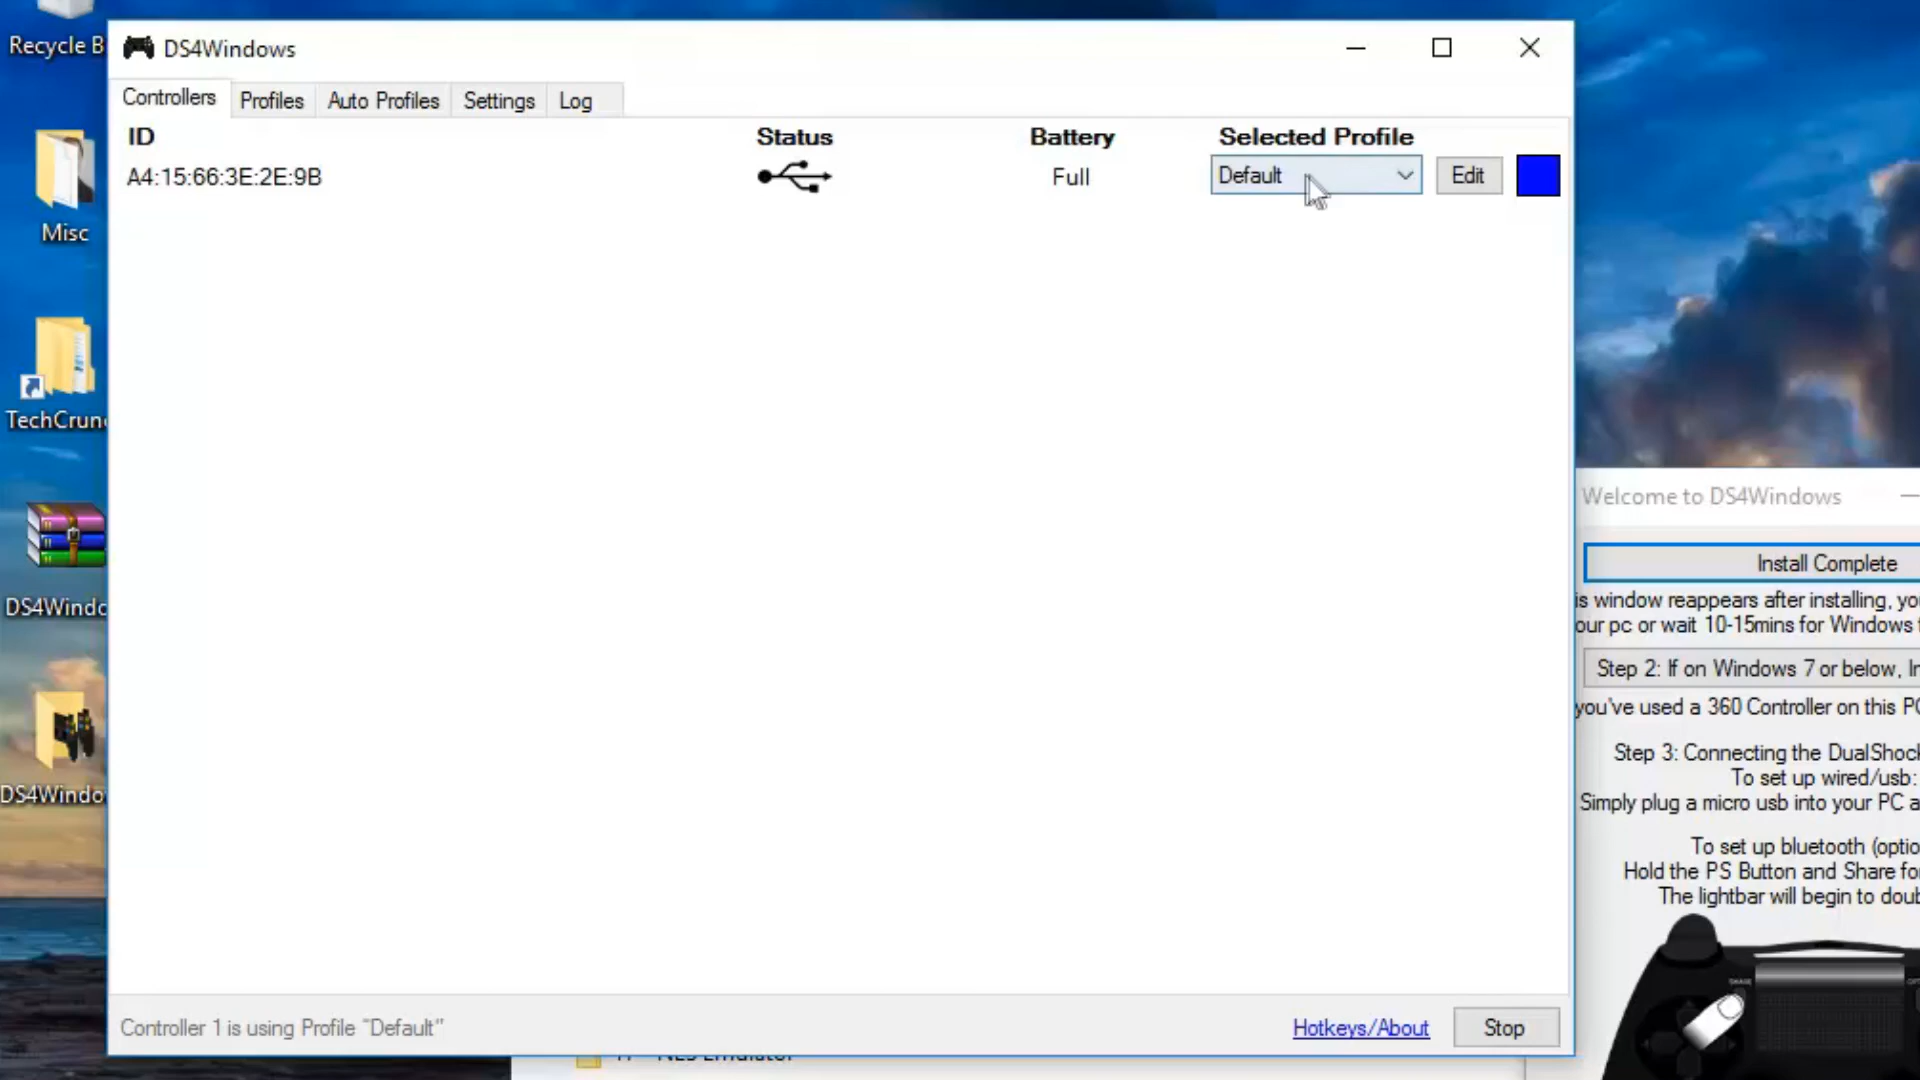 Recycle B
Misc
TechCrun
DS4Windo
DS4Windo
DS4Windows
Controllers
Profiles
Auto Profiles
Settings
Log
ID
Status
Battery
Selected Profile
A4:15:66:3E:2E:9B
Full
Default
Edit
Controller 1 is using Profile "Default"
Hotkeys/About
Stop
Welcome to DS4Windows
Install Complete
is window reappears after installing, yo
our pc or wait 10-15mins for Windows
Step 2: If on Windows 7 or below, In
you've used a 360 Controller on this PC
Step 3: Connecting the DualShock
To set up wired/usb:
Simply plug a micro usb into your PC a
To set up bluetooth (optio
Hold the PS Button and Share fo
The lightbar will begin to doub
SHARE